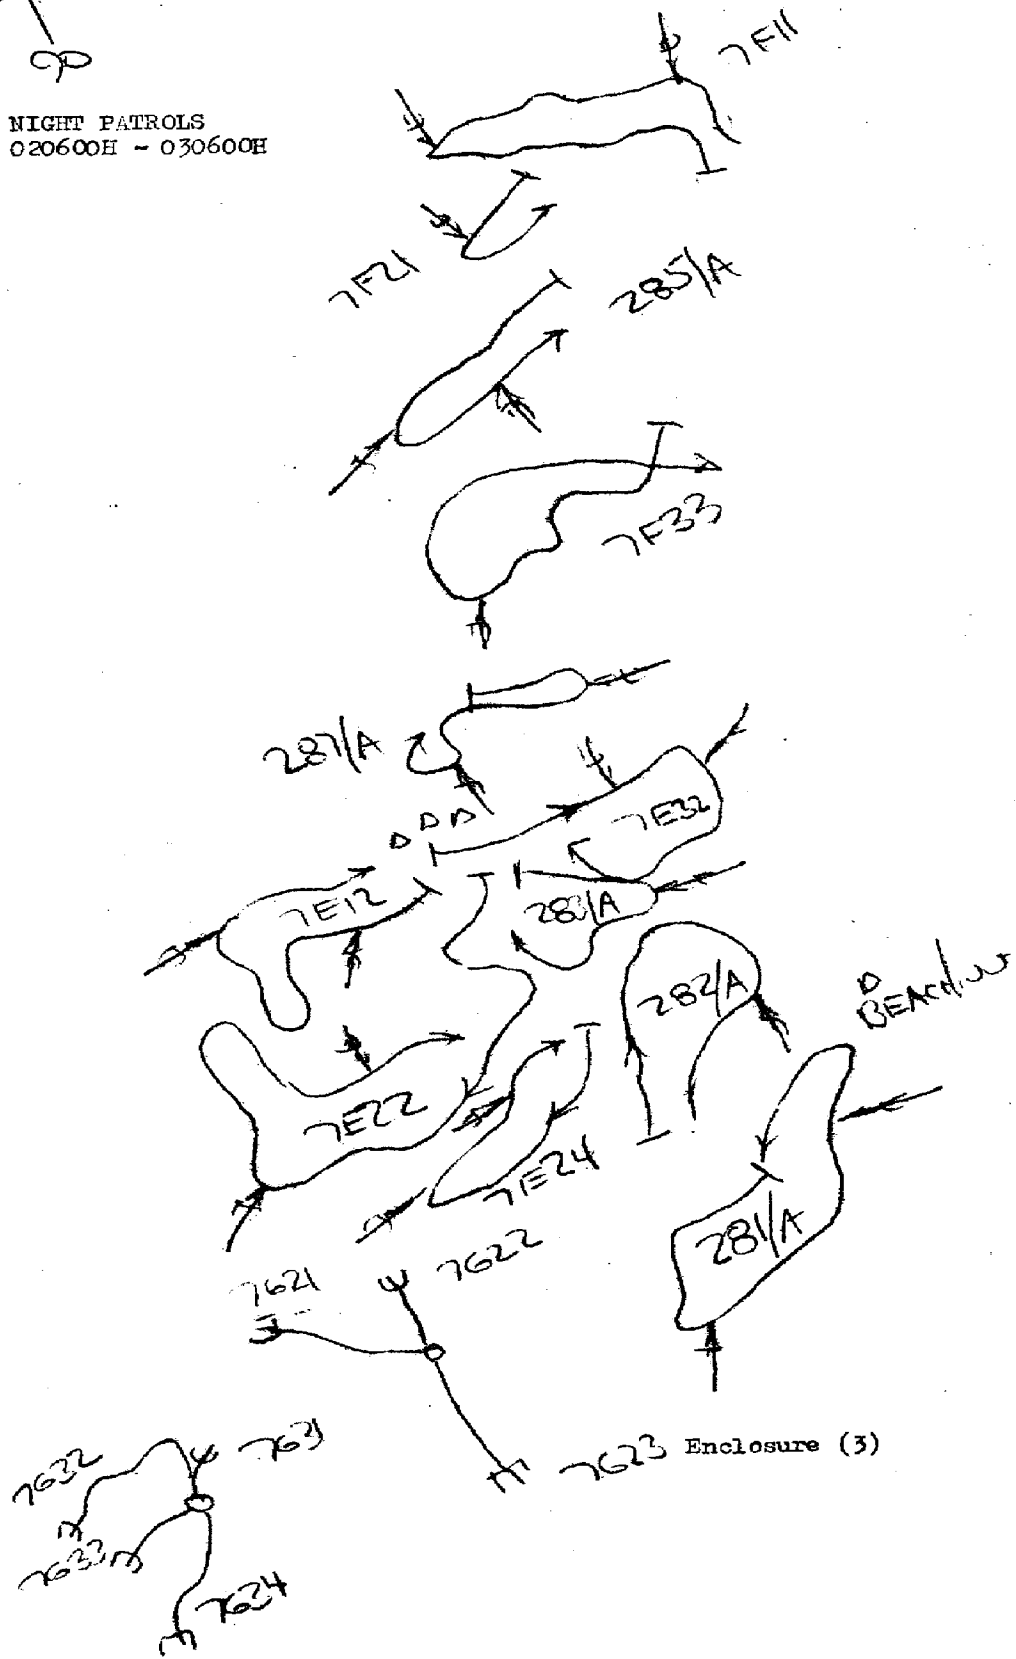 NIGHT PATROLS
020600H - 030600H
7F11
7F21
285/A
7F33
287/A
7E32
7E12
283/A
282/A
7E22
7E24
281/A
7621
7622
7623
Enclosure (3)
7632
7631
7633
7634